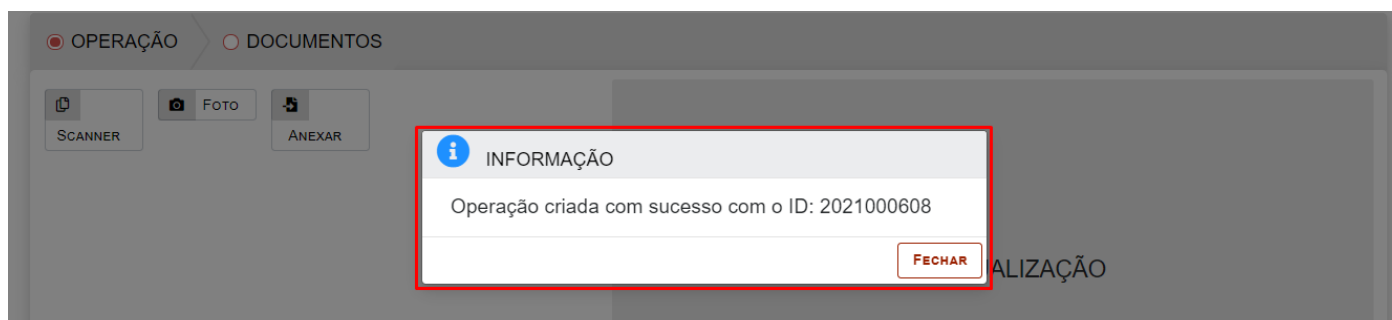 OPERAÇÃO
DOCUMENTOS
SCANNER
FOTO
ANEXAR
INFORMAÇÃO
Operação criada com sucesso com o ID: 2021000608
FECHAR
ALIZAÇÃO